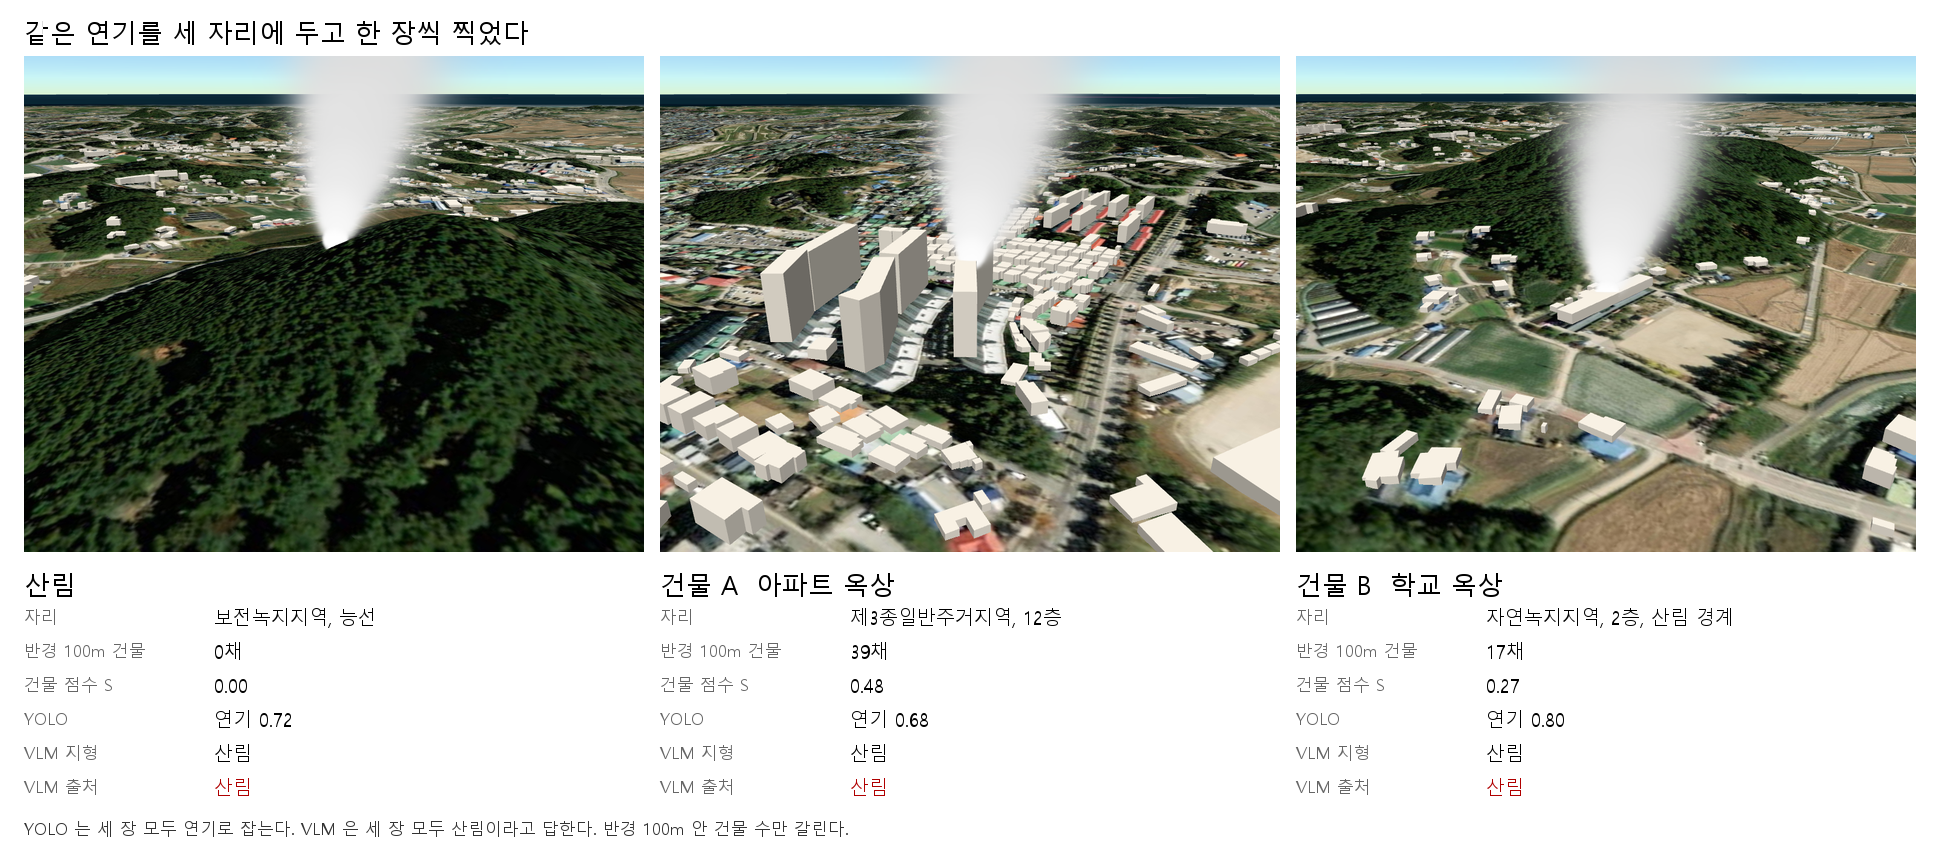 같은 연기를 세 자리에 두고 한 장씩 찍었다
산림
자리 보전녹지지역, 능선
반경 100m 건물 0채
건물 점수 S 0.00
YOLO 연기 0.72
VLM 지형 산림
VLM 출처 산림
건물 A 아파트 옥상
자리 제3종일반주거지역, 12층
반경 100m 건물 39채
건물 점수 S 0.48
YOLO 연기 0.68
VLM 지형 산림
VLM 출처 산림
건물 B 학교 옥상
자리 자연녹지지역, 2층, 산림 경계
반경 100m 건물 17채
건물 점수 S 0.27
YOLO 연기 0.80
VLM 지형 산림
VLM 출처 산림
YOLO 는 세 장 모두 연기로 잡는다. VLM 은 세 장 모두 산림이라고 답한다. 반경 100m 안 건물 수만 갈린다.